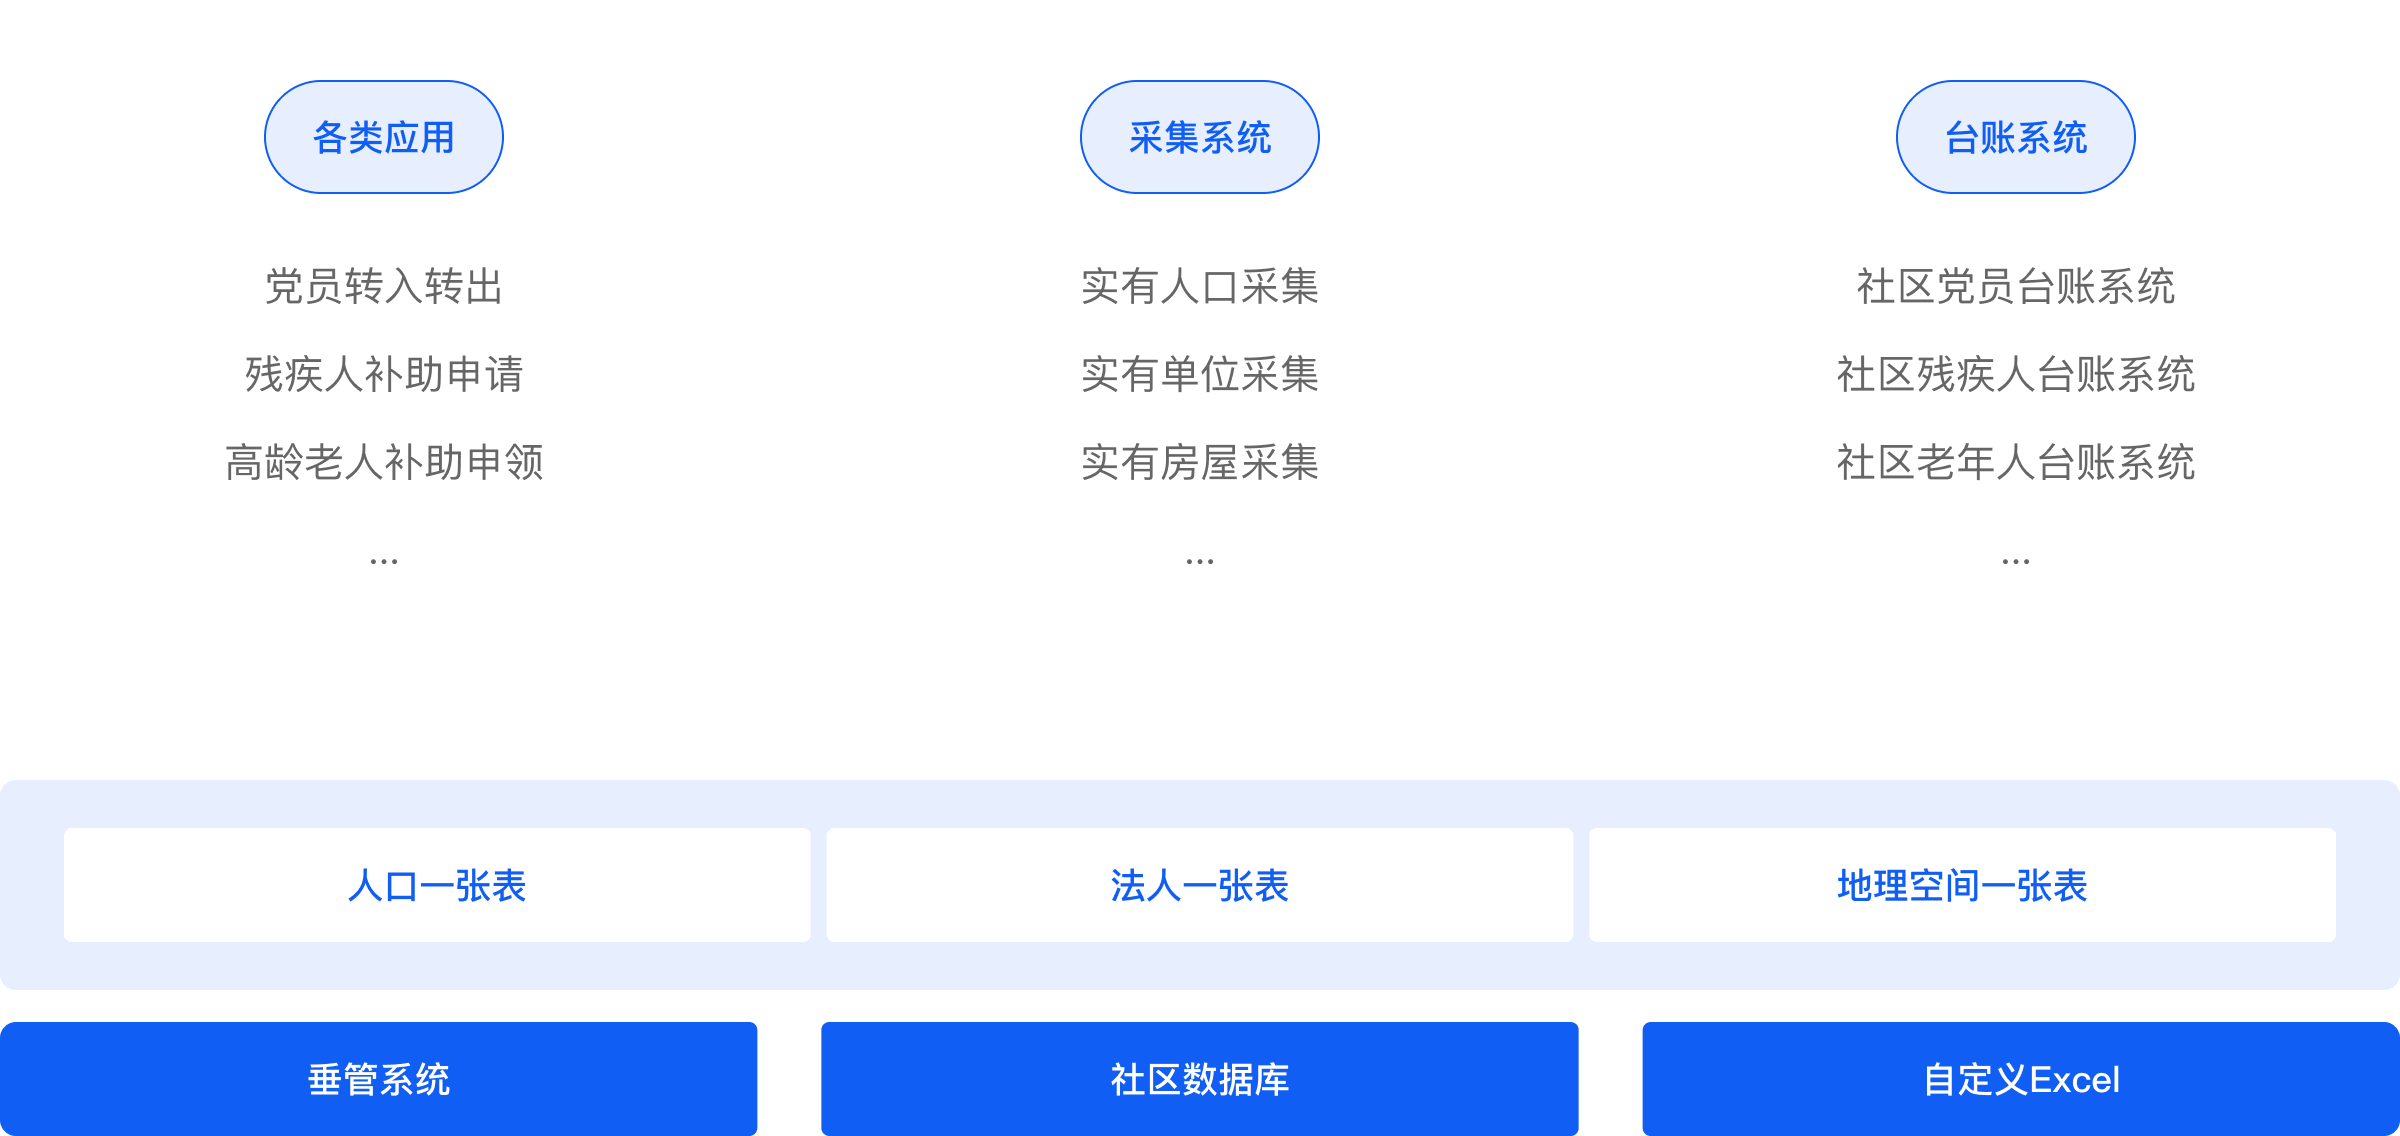 各类应用
采集系统
台账系统
党员转入转出
实有人口采集
社区党员台账系统
残疾人补助申请
实有单位采集
社区残疾人台账系统
高龄老人补助申领
实有房屋采集
社区老年人台账系统
...
...
...
人口一张表
法人一张表
地理空间一张表
垂管系统
社区数据库
自定义Excel